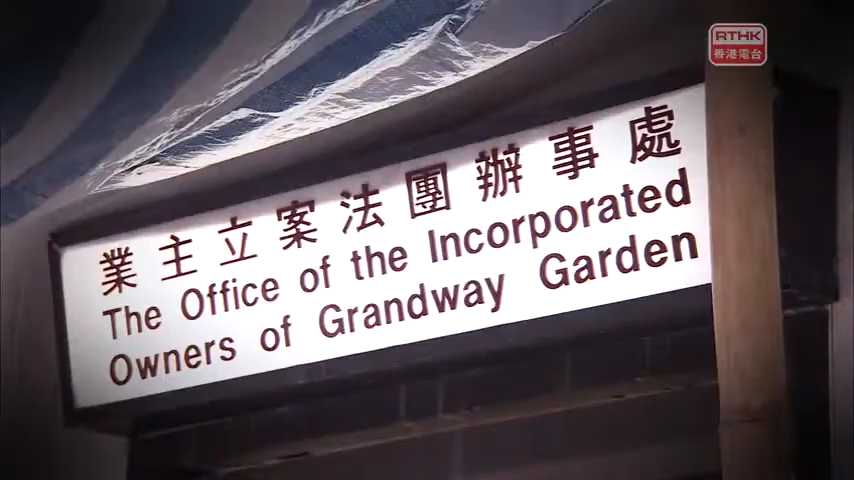 RTHK
香港電台
業主立案法團辦事處
The Office of the Incorporated
Owners of Grandway Garden